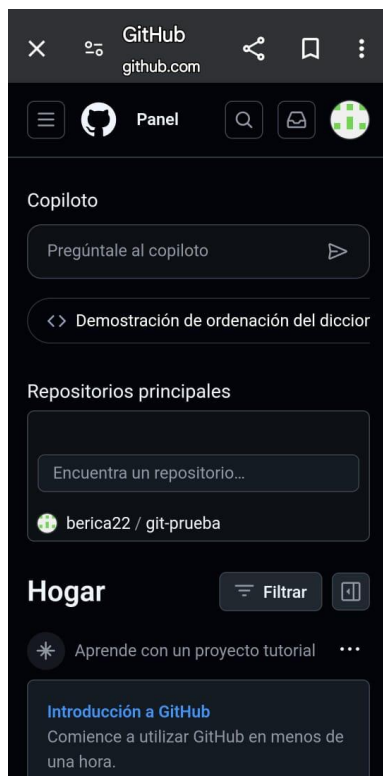 GitHub
github.com
Panel
Copiloto
Pregúntale al copiloto
Demostración de ordenación del diccior
Repositorios principales
Encuentra un repositorio…
berica22 / git-prueba
Hogar
Filtrar
Aprende con un proyecto tutorial
Introducción a GitHub
Comience a utilizar GitHub en menos de
una hora.